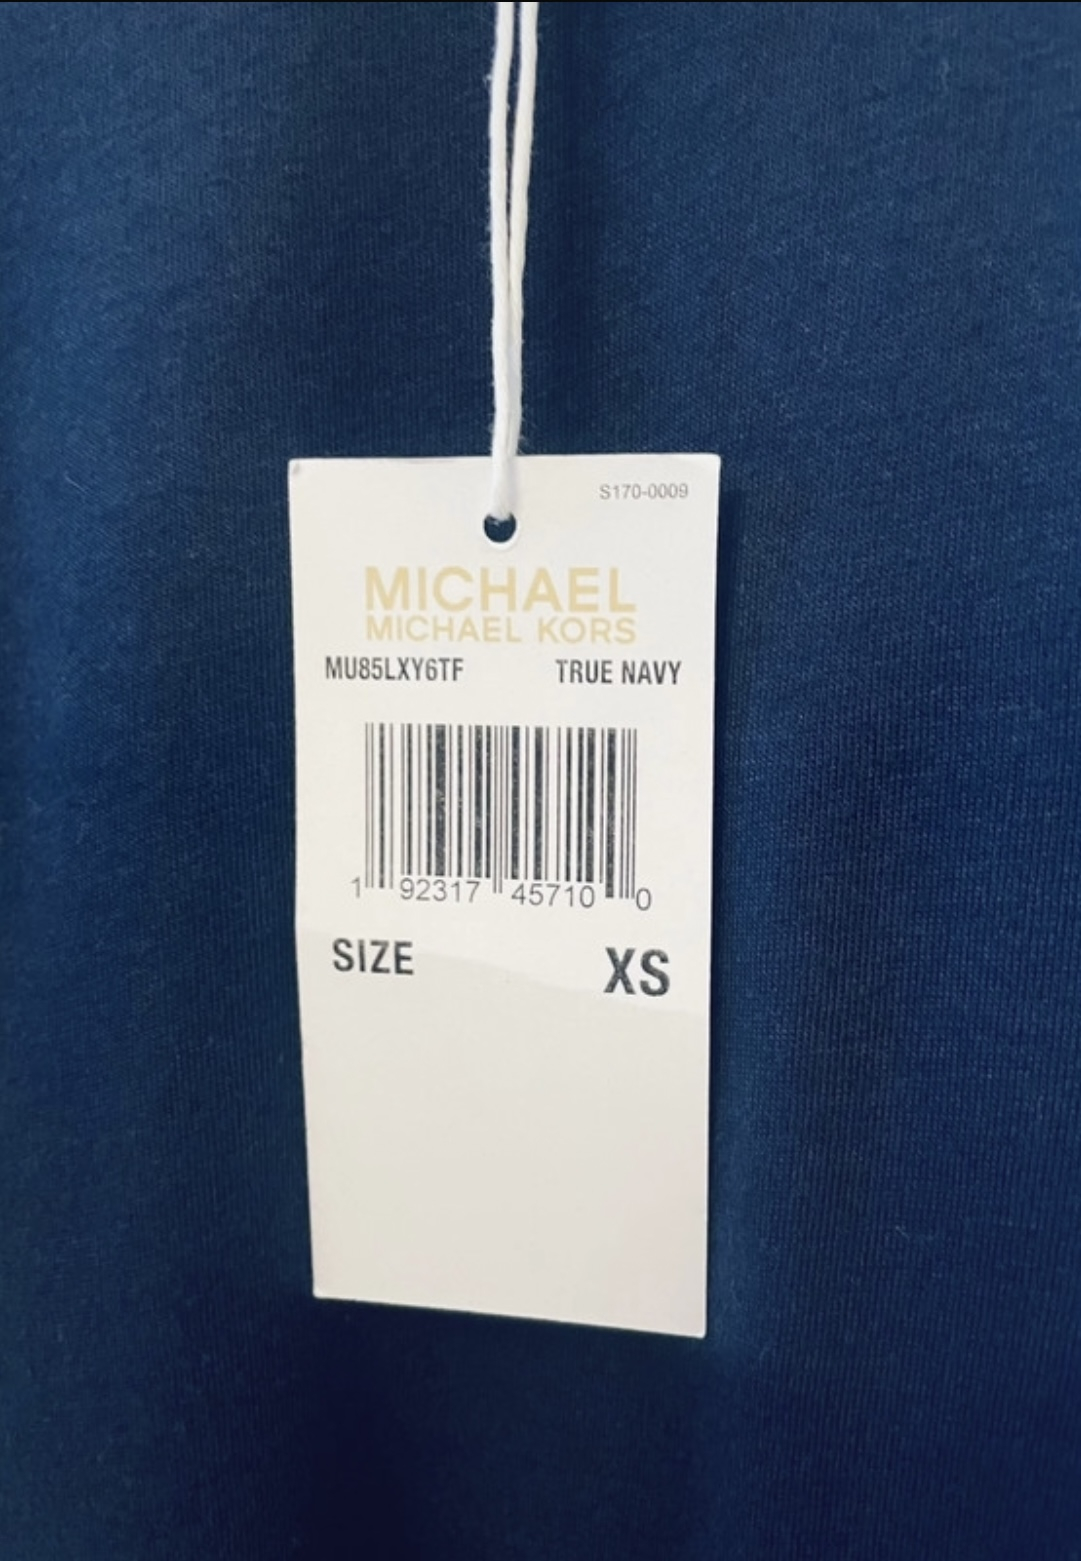 S170-0009
MICHAEL
MICHAEL KORS
MU85LXY6TF TRUE NAVY
1 92317 45710 0
SIZE XS